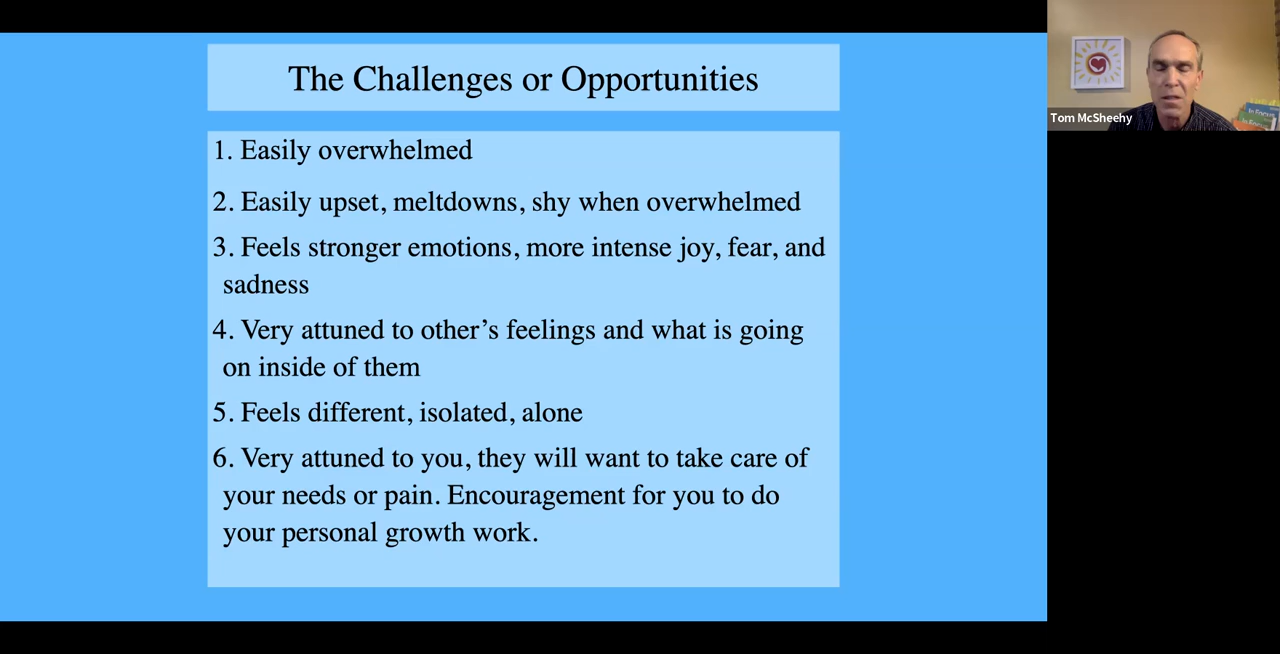 The Challenges or Opportunities
1. Easily overwhelmed
2. Easily upset, meltdowns, shy when overwhelmed
3. Feels stronger emotions, more intense joy, fear, and
sadness
4. Very attuned to other’s feelings and what is going
on inside of them
5. Feels different, isolated, alone
6. Very attuned to you, they will want to take care of
your needs or pain. Encouragement for you to do
your personal growth work.
Tom McSheehy
In Focus